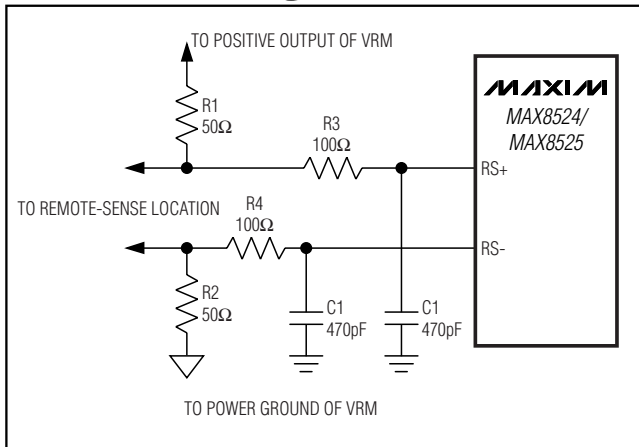 TO POSITIVE OUTPUT OF VRM
MAXIM
MAX8524/
MAX8525
R1
50Ω
R3
100Ω
RS+
TO REMOTE-SENSE LOCATION
R4
100Ω
RS-
R2
50Ω
C1
470pF
C1
470pF
TO POWER GROUND OF VRM